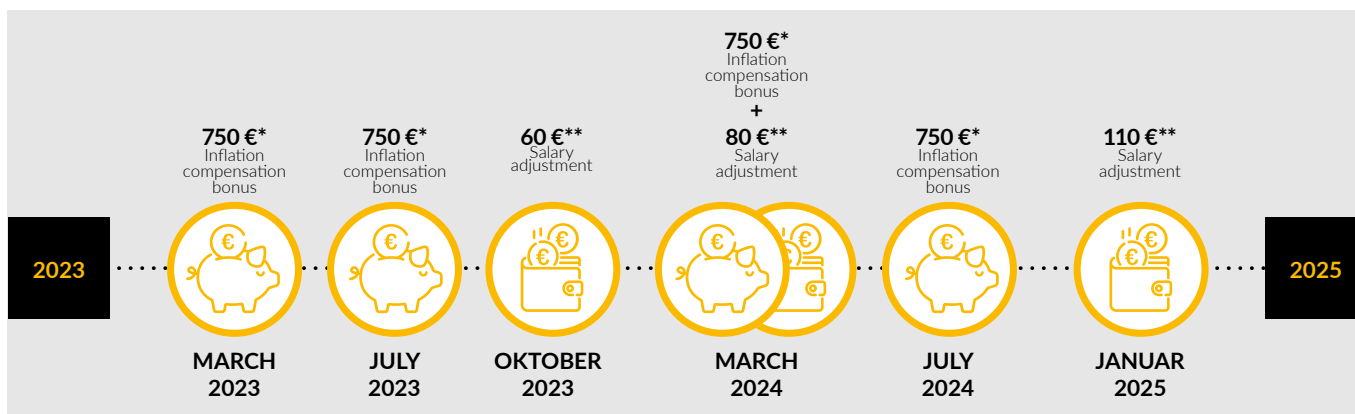 2023
750 €*
Inflation
compensation
bonus
MARCH
2023
750 €*
Inflation
compensation
bonus
JULY
2023
60 €**
Salary
adjustment
OKTOBER
2023
750 €*
Inflation
compensation
bonus
+
80 €**
Salary
adjustment
MARCH
2024
750 €*
Inflation
compensation
bonus
JULY
2024
110 €**
Salary
adjustment
JANUAR
2025
2025